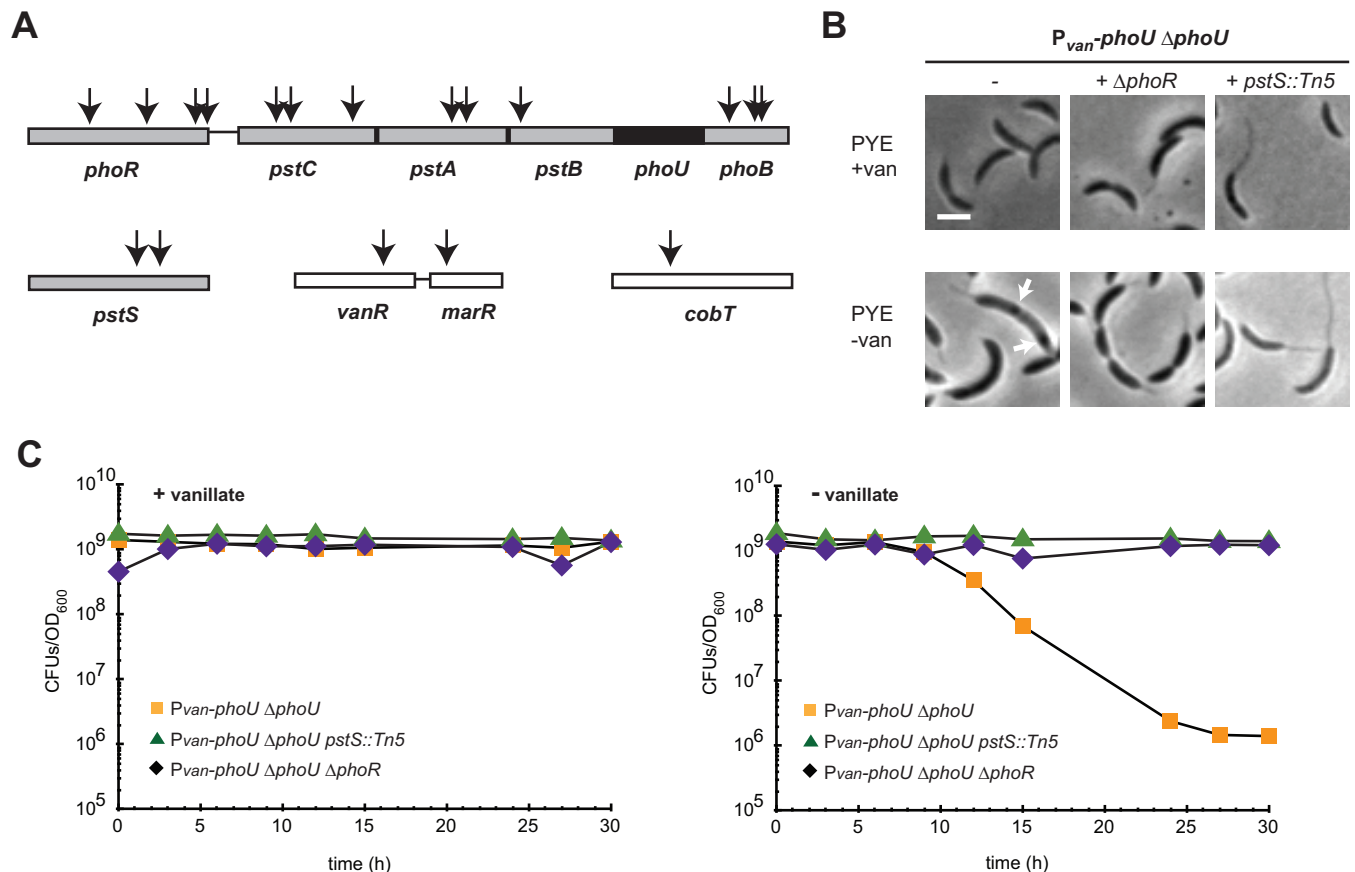 A
phoR pstC pstA pstB phoU phoB
pstS vanR marR cobT
B
Pvan-phoU ΔphoU
- + ΔphoR + pstS::Tn5
PYE
+van
PYE
-van
C
+ vanillate
10^10
10^9
10^8
10^7
10^6
10^5
CFUs/OD600
Pvan-phoU ΔphoU
Pvan-phoU ΔphoU pstS::Tn5
Pvan-phoU ΔphoU ΔphoR
0 5 10 15 20 25 30
time (h)
- vanillate
10^10
10^9
10^8
10^7
10^6
10^5
CFUs/OD600
Pvan-phoU ΔphoU
Pvan-phoU ΔphoU pstS::Tn5
Pvan-phoU ΔphoU ΔphoR
0 5 10 15 20 25 30
time (h)